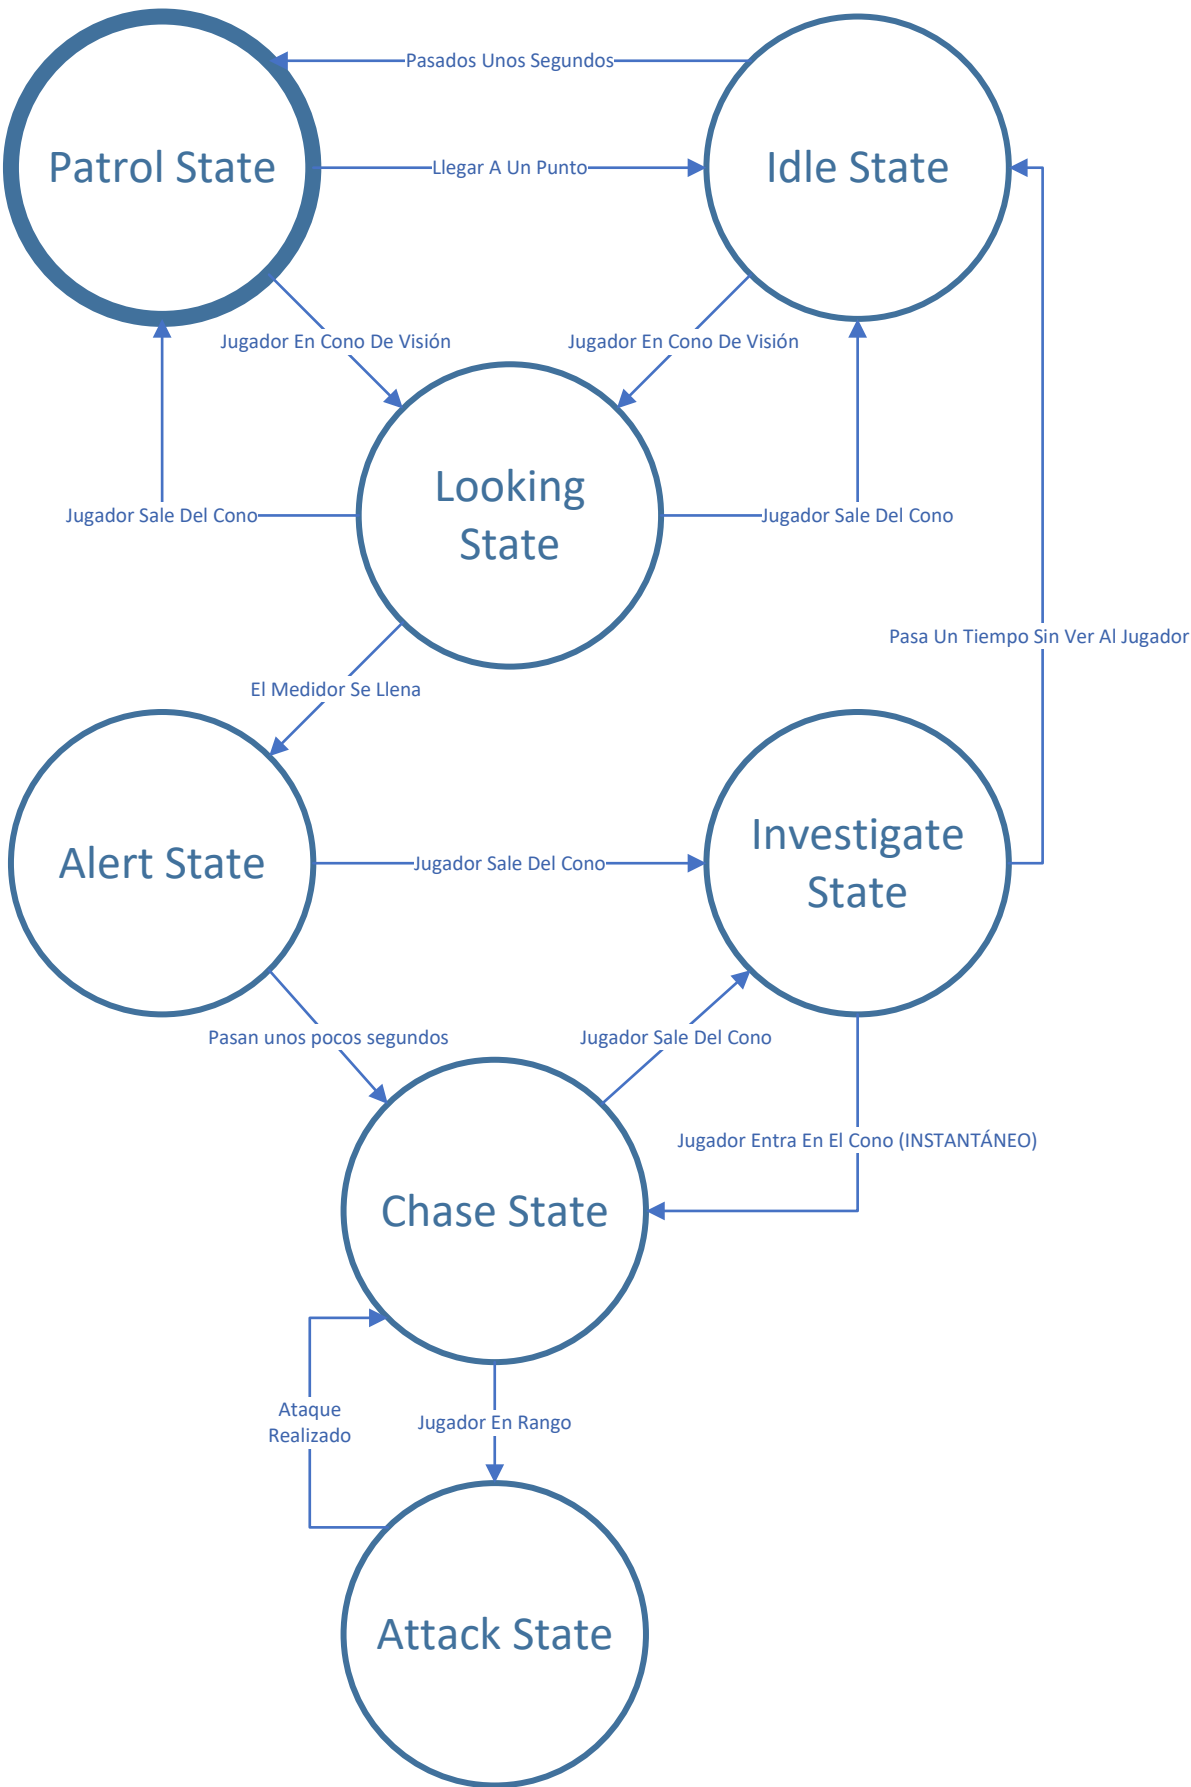 Pasados Unos Segundos
Patrol State
Llegar A Un Punto
Idle State
Jugador En Cono De Visión
Jugador En Cono De Visión
Looking
State
Jugador Sale Del Cono
Jugador Sale Del Cono
Pasa Un Tiempo Sin Ver Al Jugador
El Medidor Se Llena
Alert State
Jugador Sale Del Cono
Investigate
State
Pasan unos pocos segundos
Jugador Sale Del Cono
Jugador Entra En El Cono (INSTANTÁNEO)
Chase State
Ataque
Realizado
Jugador En Rango
Attack State